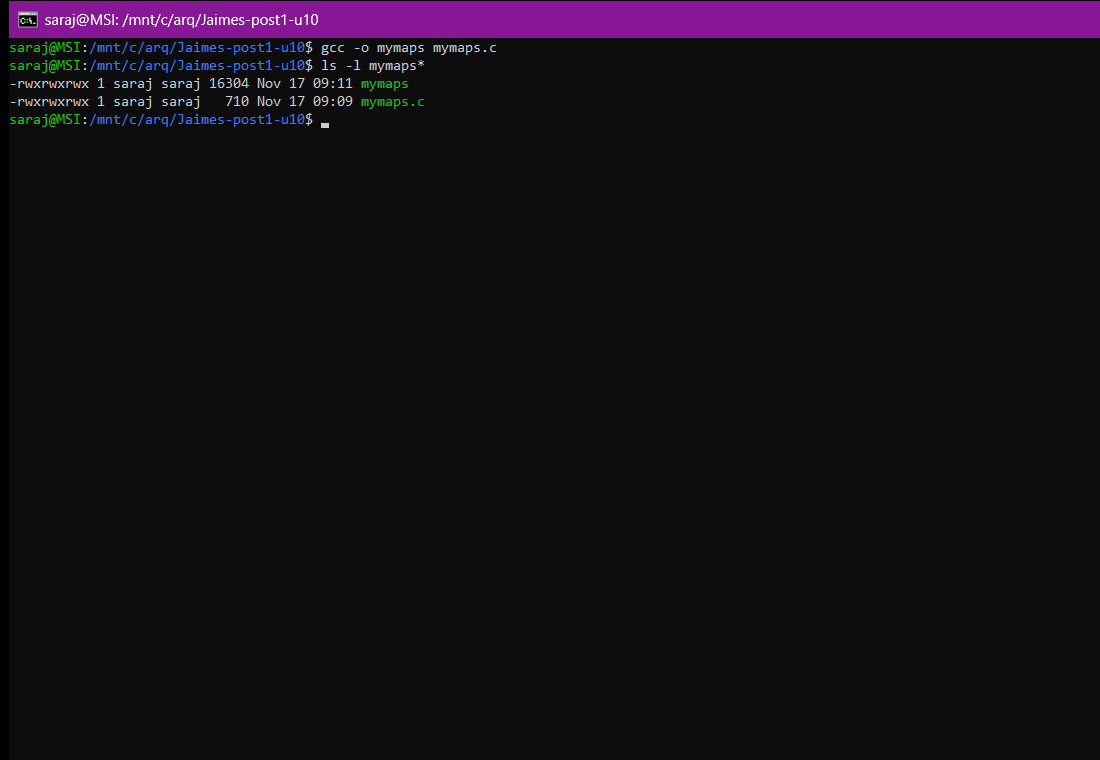 saraj@MSI: /mnt/c/arq/Jaimes-post1-u10
saraj@MSI:/mnt/c/arq/Jaimes-post1-u10$ gcc -o mymaps mymaps.c
saraj@MSI:/mnt/c/arq/Jaimes-post1-u10$ ls -l mymaps*
-rwxrwxrwx 1 saraj saraj 16304 Nov 17 09:11 mymaps
-rwxrwxrwx 1 saraj saraj   710 Nov 17 09:09 mymaps.c
saraj@MSI:/mnt/c/arq/Jaimes-post1-u10$